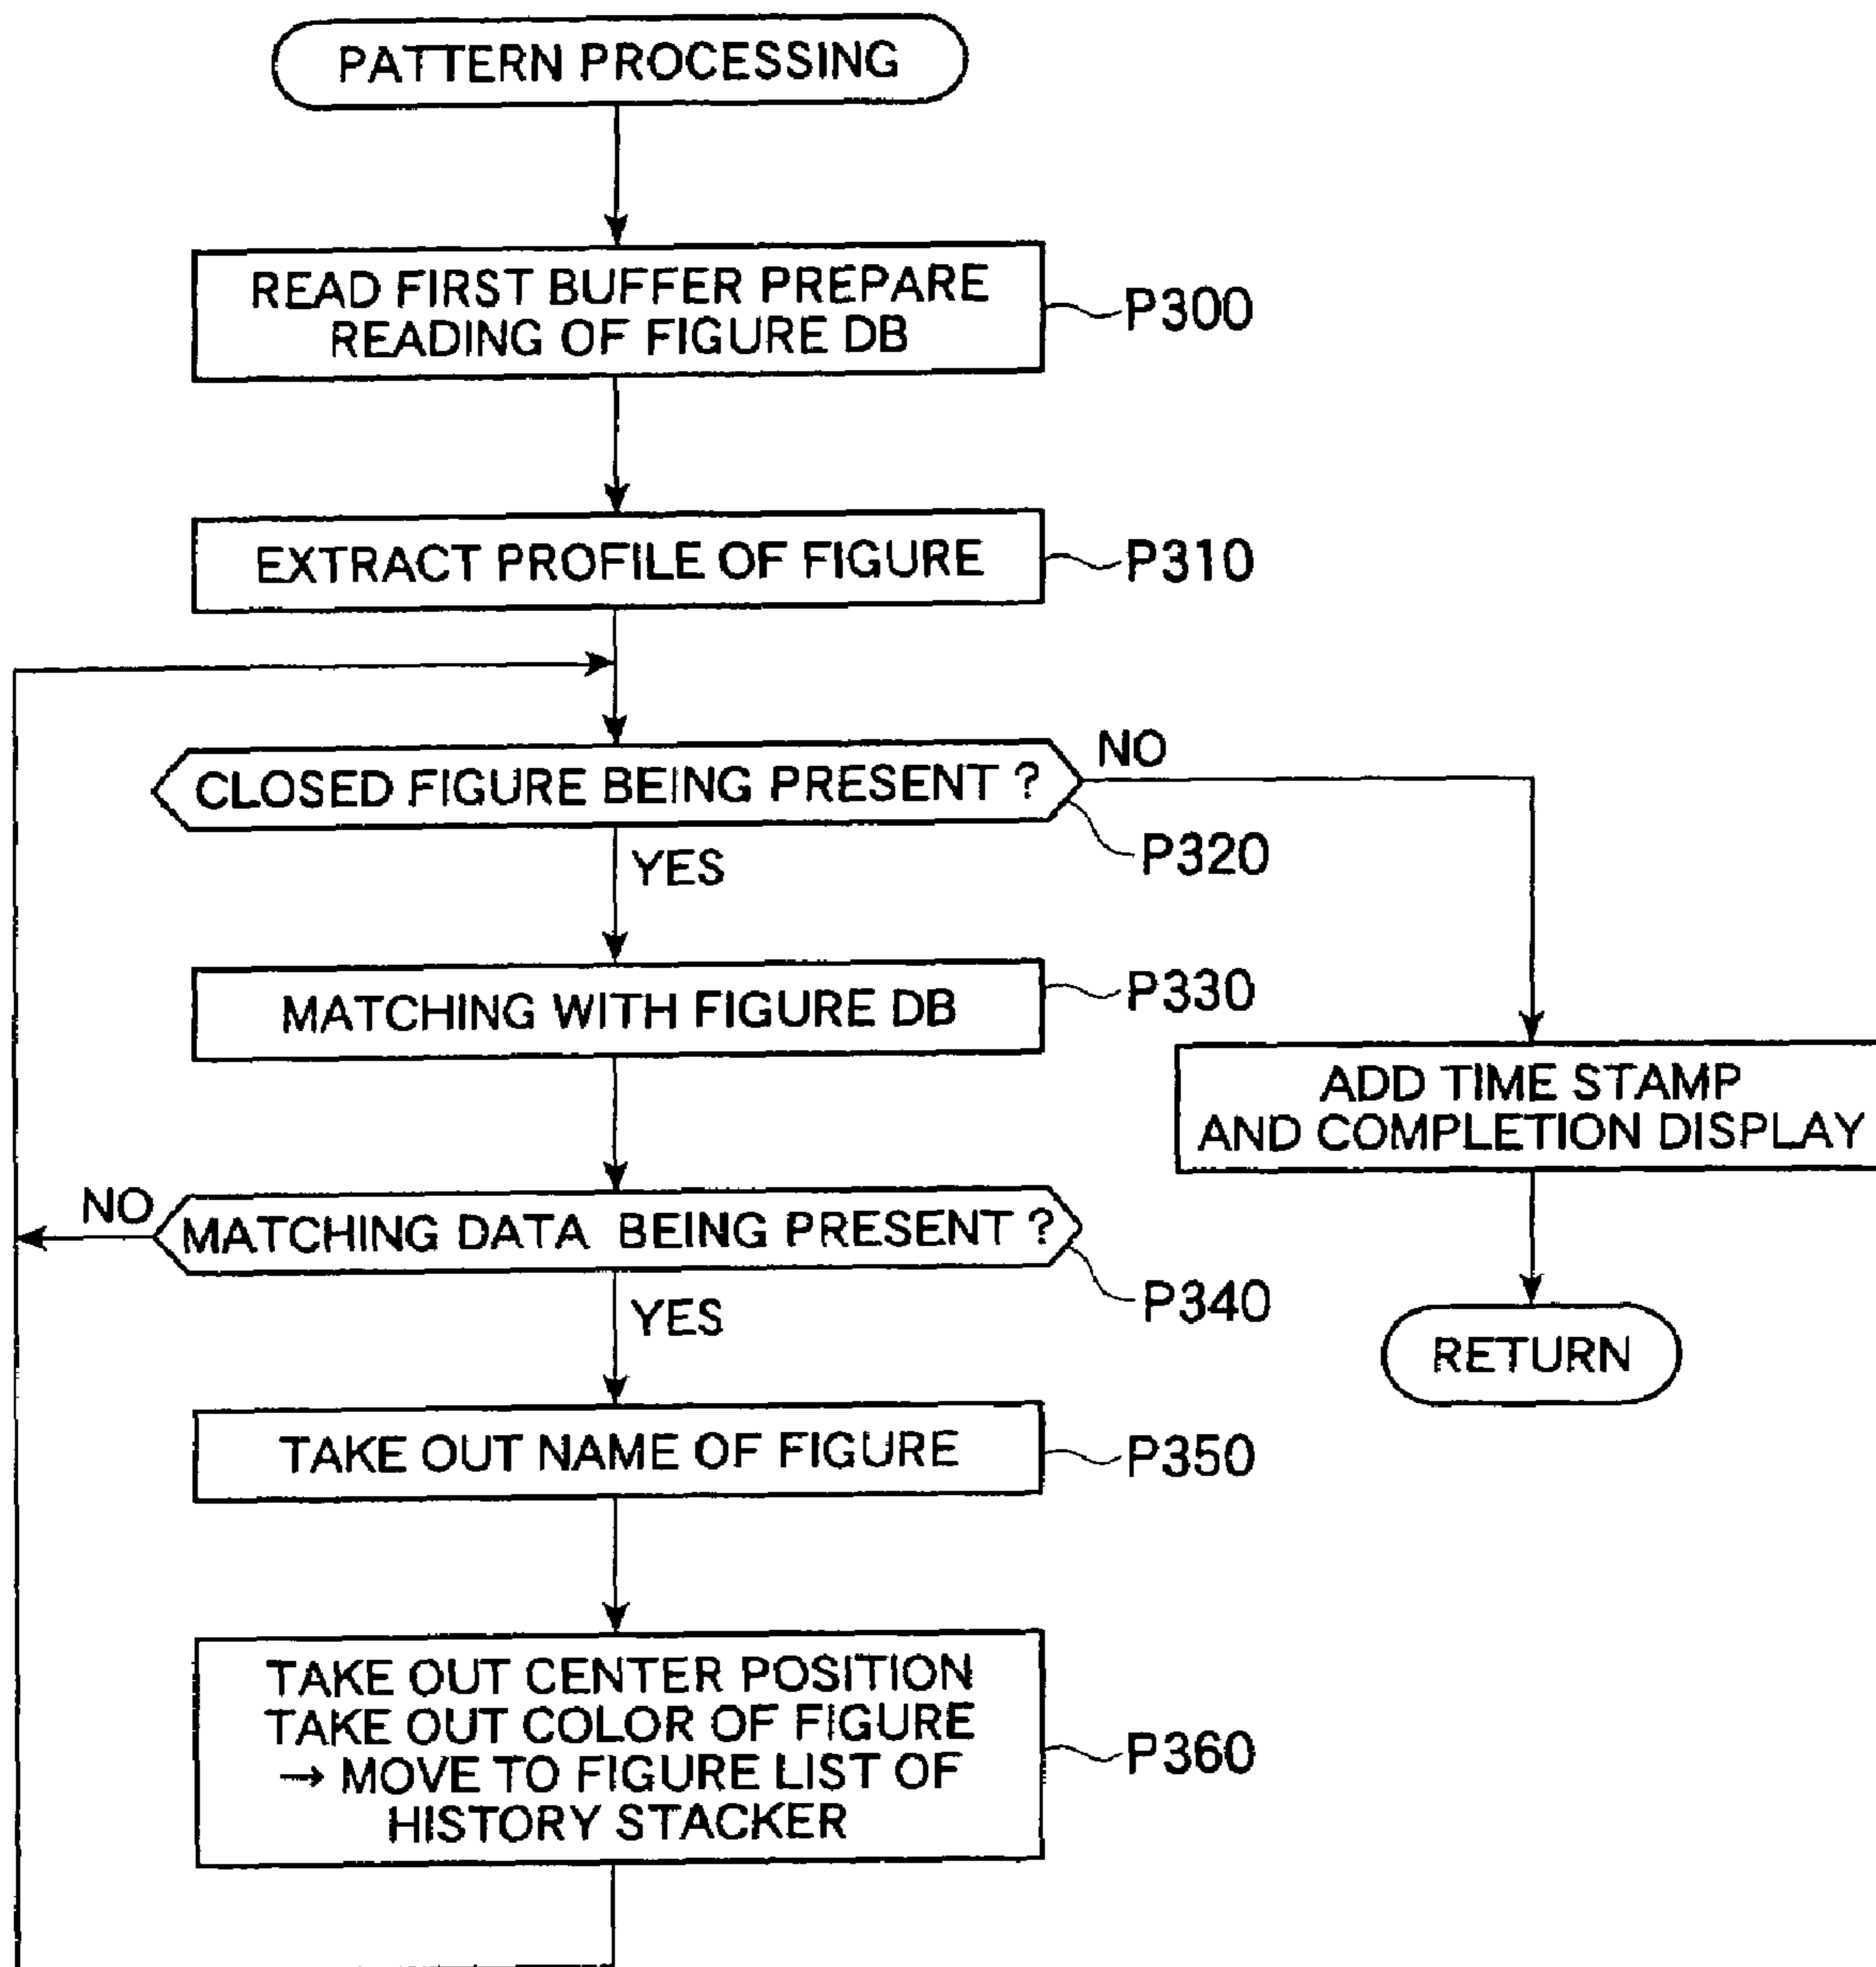 PATTERN PROCESSING
READ FIRST BUFFER PREPARE
READING OF FIGURE DB
P300
EXTRACT PROFILE OF FIGURE
P310
CLOSED FIGURE BEING PRESENT ?
NO
P320
YES
MATCHING WITH FIGURE DB
P330
ADD TIME STAMP
AND COMPLETION DISPLAY
NO
MATCHING DATA BEING PRESENT ?
P340
YES
RETURN
TAKE OUT NAME OF FIGURE
P350
TAKE OUT CENTER POSITION
TAKE OUT COLOR OF FIGURE
→ MOVE TO FIGURE LIST OF
HISTORY STACKER
P360